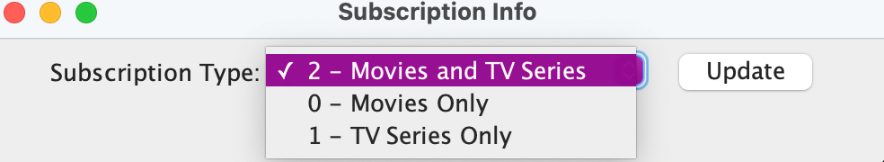 Subscription Info
Subscription Type: ✓ 2 – Movies and TV Series Update
0 – Movies Only
1 – TV Series Only